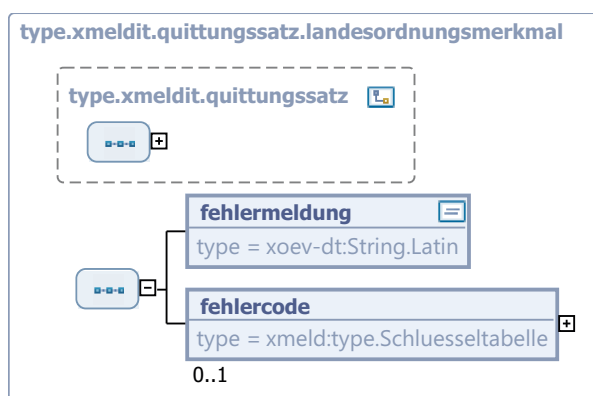 type.xmeldit.quittungssatz.landesordnungsmerkmal
type.xmeldit.quittungssatz
fehlermeldung
type = xoev-dt:String.Latin
fehlercode
type = xmeld:type.Schluesseltabelle
0..1